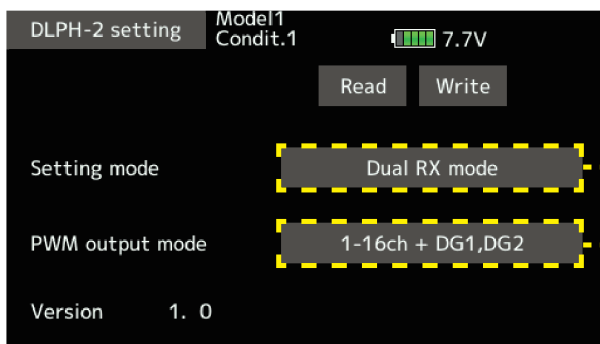 DLPH-2 setting
Model1
Condit.1
7.7V
Read
Write
Setting mode
Dual RX mode
PWM output mode
1-16ch + DG1,DG2
Version 1. 0